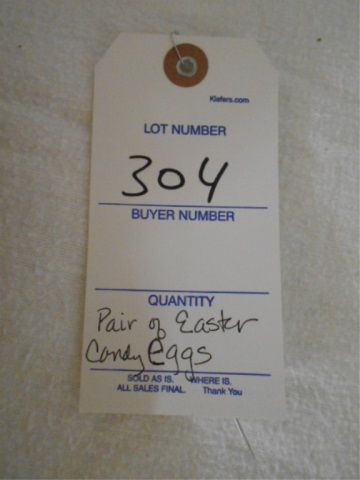 Kiefers.com
LOT NUMBER
304
BUYER NUMBER
QUANTITY
Pair of Easter
Candy Eggs
SOLD AS IS. WHERE IS.
ALL SALES FINAL. Thank You